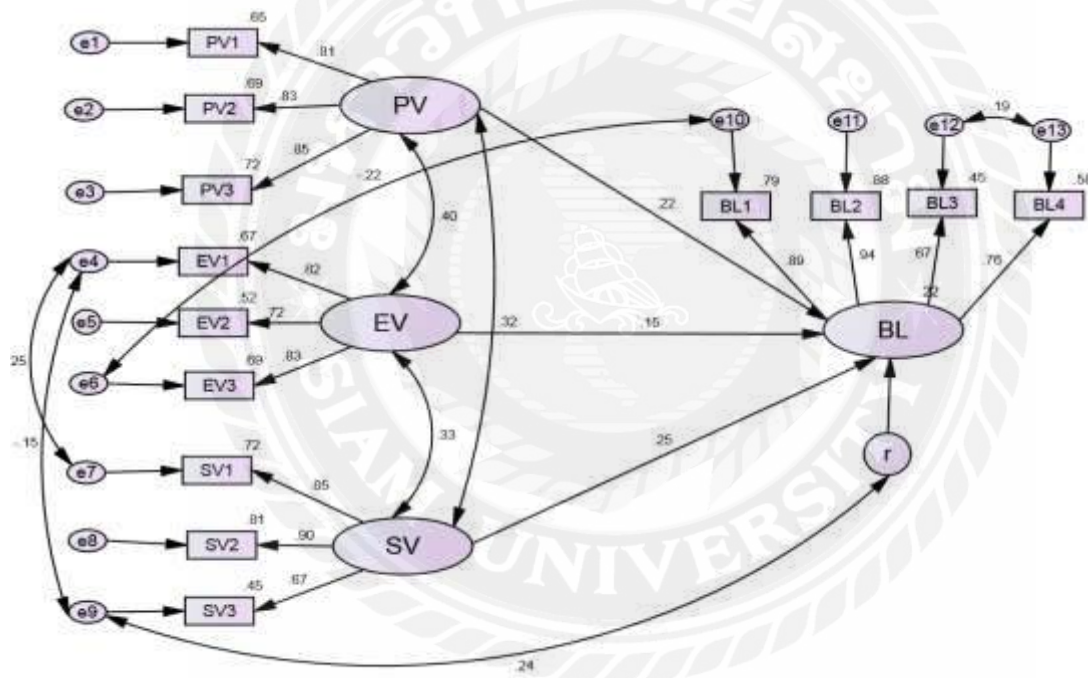 .65
e1 PV1
.81
.69
e2 PV2
.83
PV
.85
.72
e3 PV3
-.22
.40
.67
e4 EV1
.82
.52
e5 EV2
.72
EV
.69
e6 EV3
.83
.25
-.15
.33
.32
.72
e7 SV1
.85
.81
e8 SV2
.90
SV
.45
e9 SV3
.67
.22
.15
.25
.24
e10 e11 e12 .19 e13
.79 .88 .45
BL1 BL2 BL3 BL4
.89 .94 .67 .76
.22
BL
r
SIAM UNIVERSITY